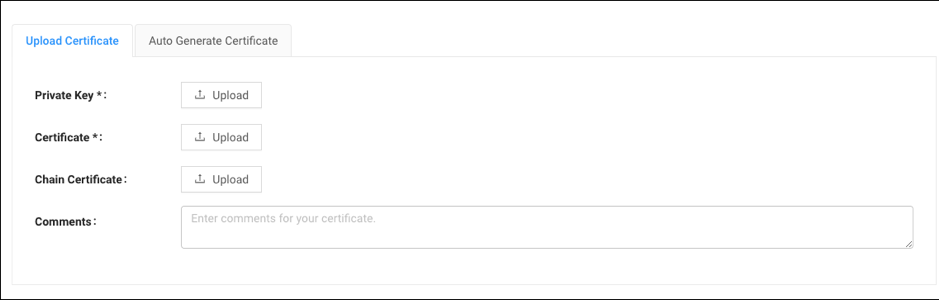 Upload Certificate Auto Generate Certificate
Private Key *: Upload
Certificate *: Upload
Chain Certificate: Upload
Comments: Enter comments for your certificate.